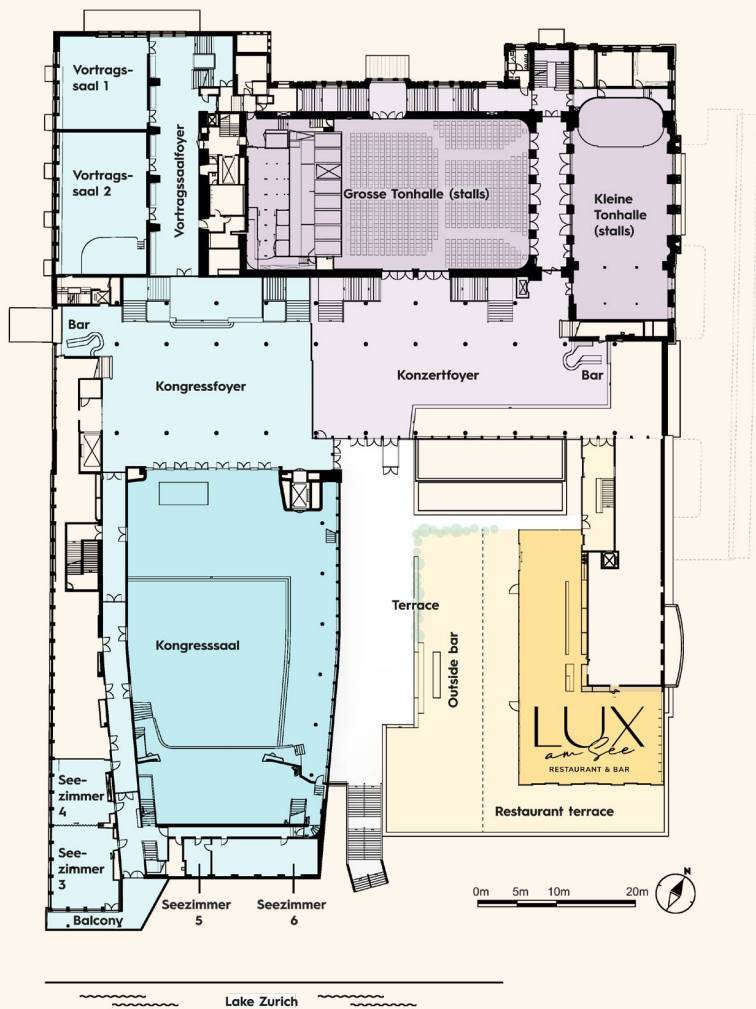 Vortrags-
saal 1
Vortrags-
saal 2
Vortragssaalfoyer
Grosse Tonhalle (stalls)
Kleine
Tonhalle
(stalls)
Bar
Kongressfoyer
Konzertfoyer
Bar
Kongresssaal
Terrace
Outside bar
LUX
am See
RESTAURANT & BAR
Restaurant terrace
See-
zimmer
4
See-
zimmer
3
Balcony
Seezimmer
5
Seezimmer
6
0m 5m 10m 20m
N
Lake Zurich